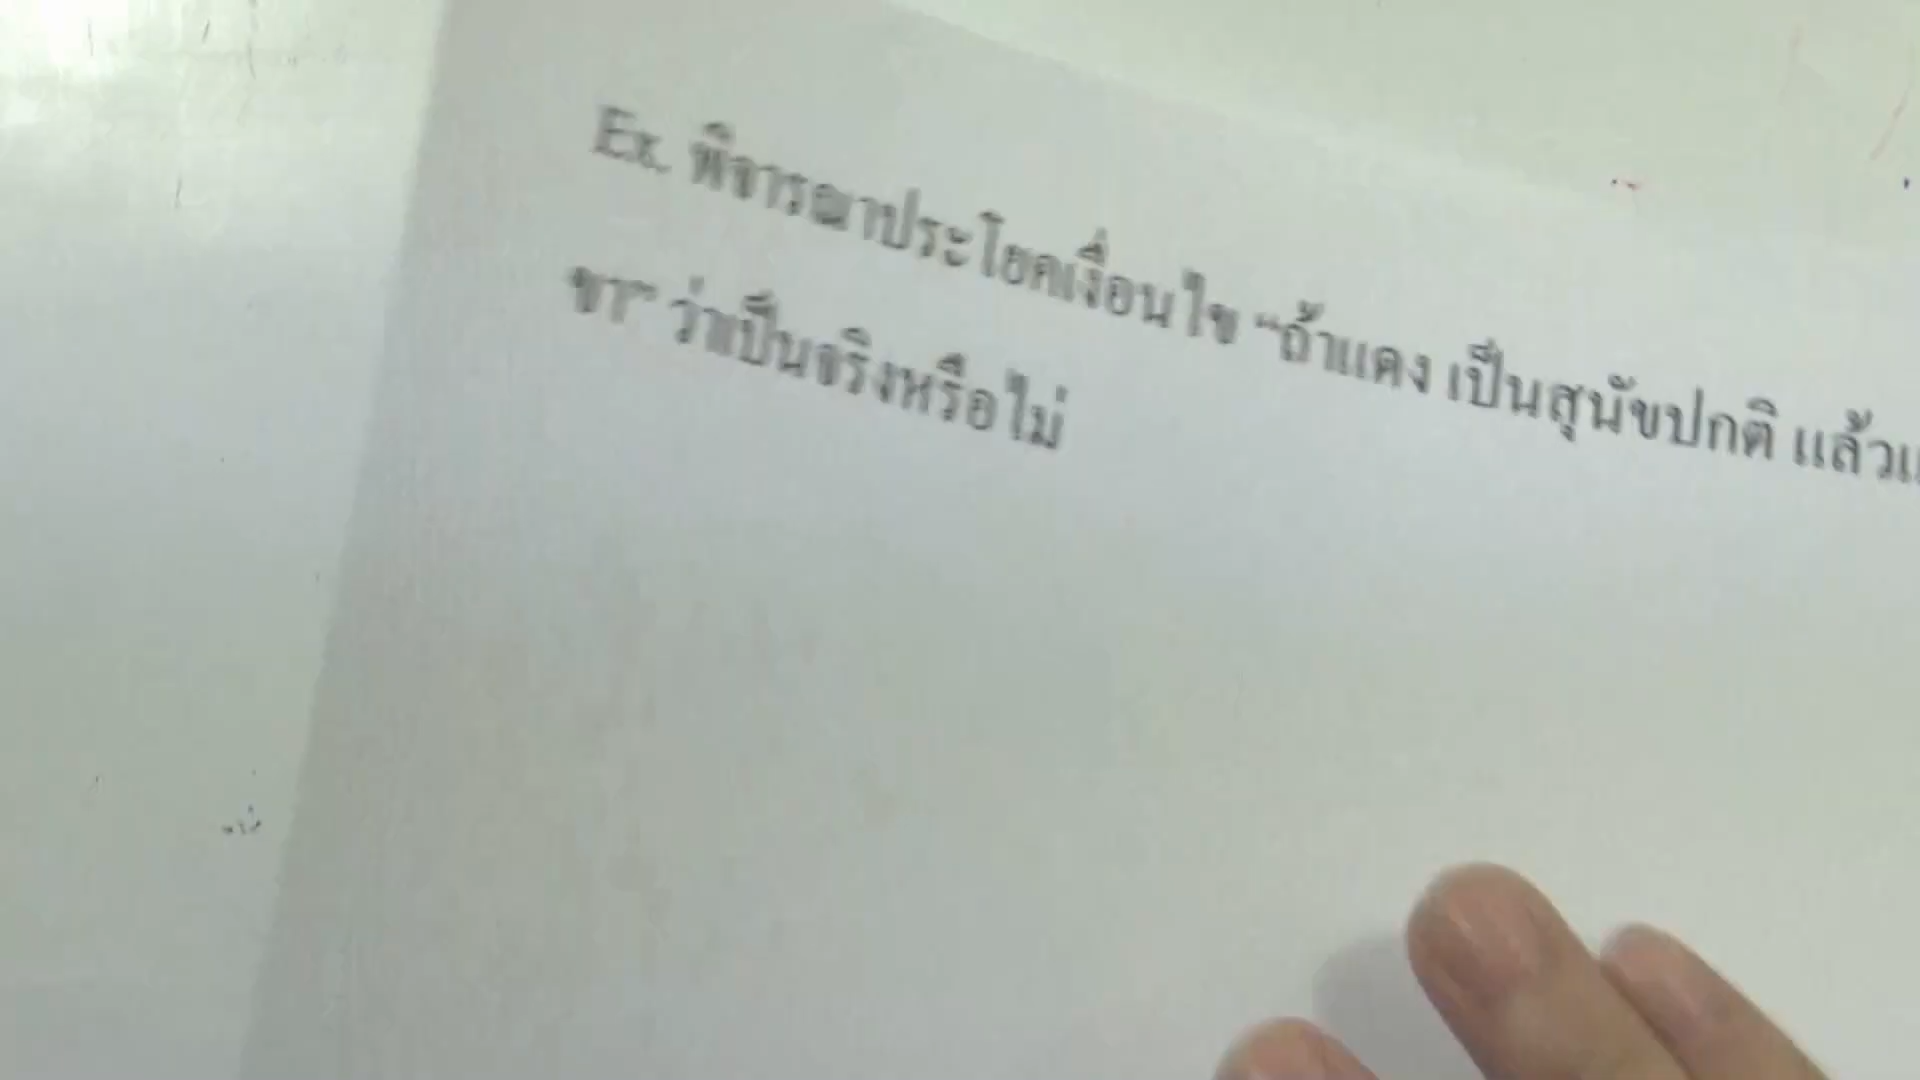 Ex. พิจารณาประโยคเงื่อนไข “ถ้าแดง เป็นสุนัขปกติ แล้วแ
ขา” ว่าเป็นจริงหรือไม่